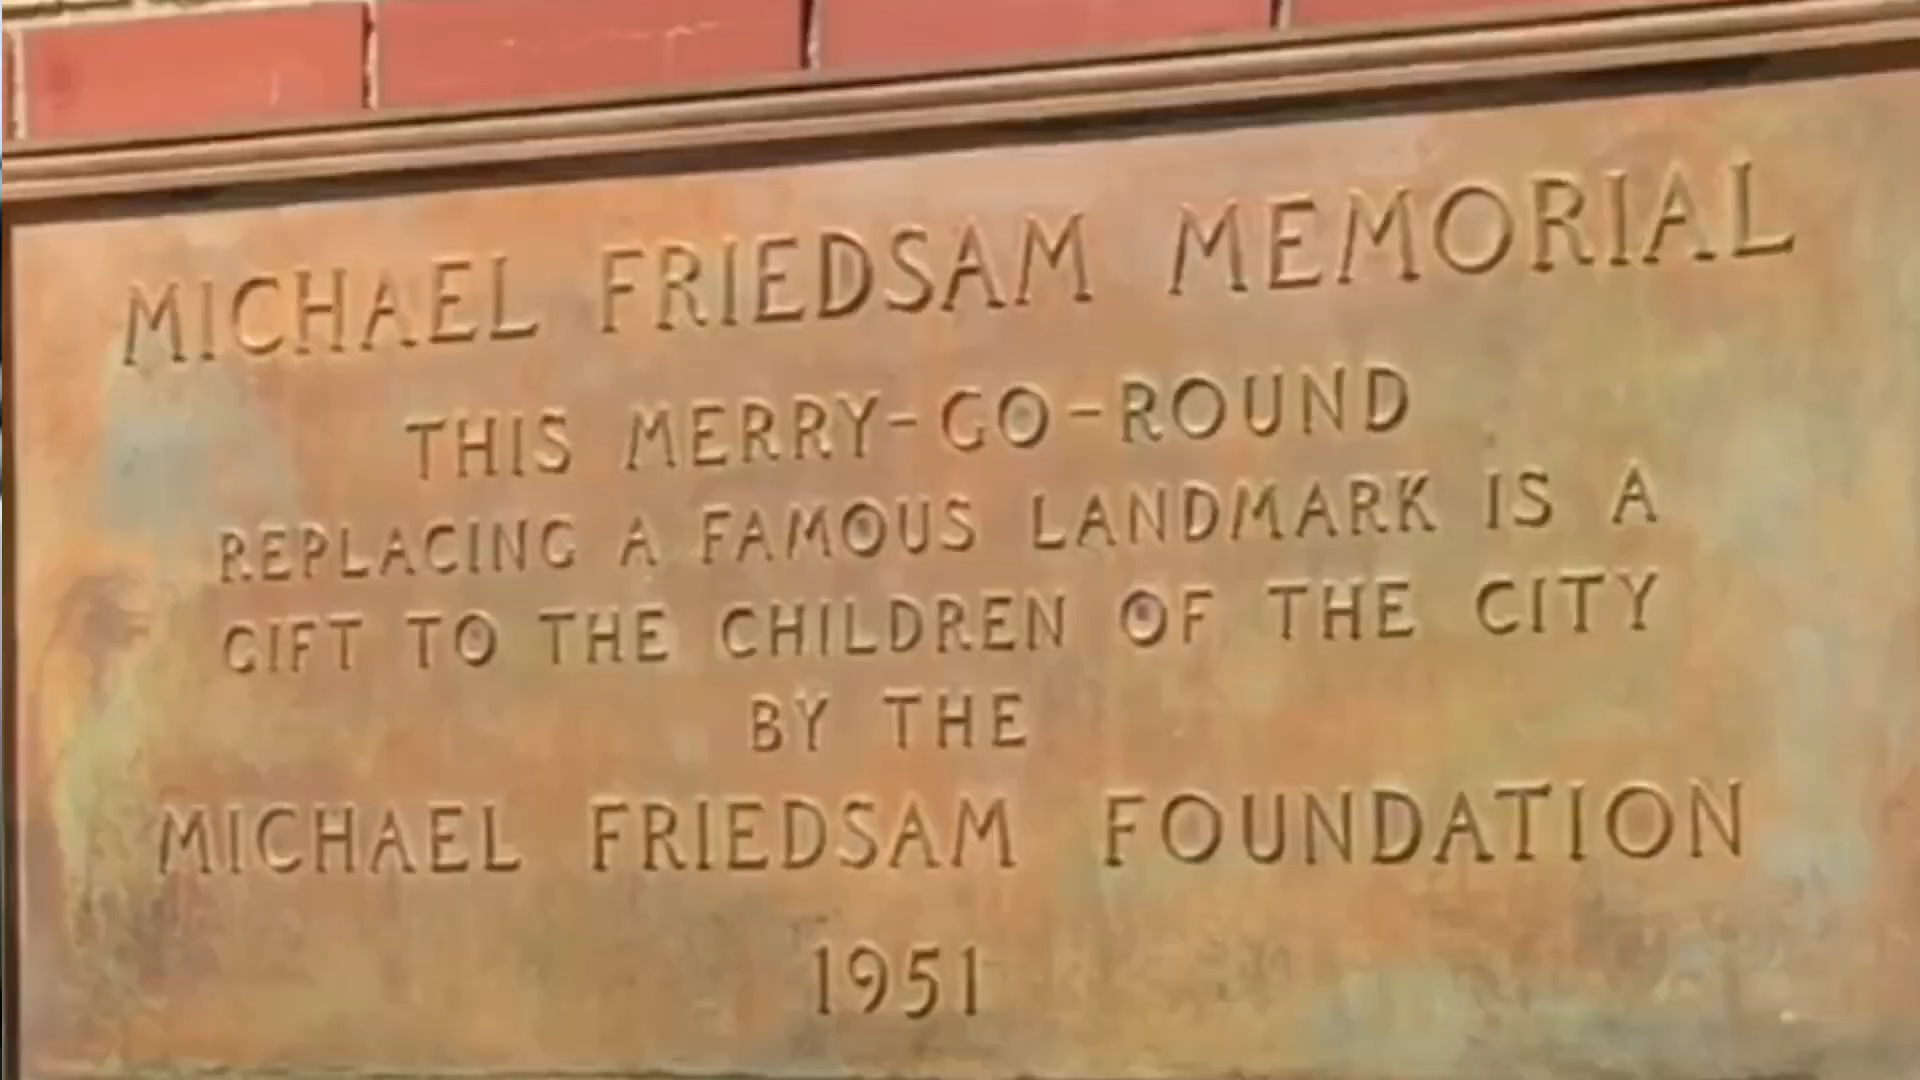 MICHAEL FRIEDSAM MEMORIAL
THIS MERRY-GO-ROUND
REPLACING A FAMOUS LANDMARK IS A
GIFT TO THE CHILDREN OF THE CITY
BY THE
MICHAEL FRIEDSAM FOUNDATION
1951